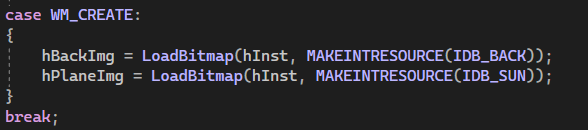 case WM_CREATE:
{
hBackImg = LoadBitmap(hInst, MAKEINTRESOURCE(IDB_BACK));
hPlaneImg = LoadBitmap(hInst, MAKEINTRESOURCE(IDB_SUN));
}
break;